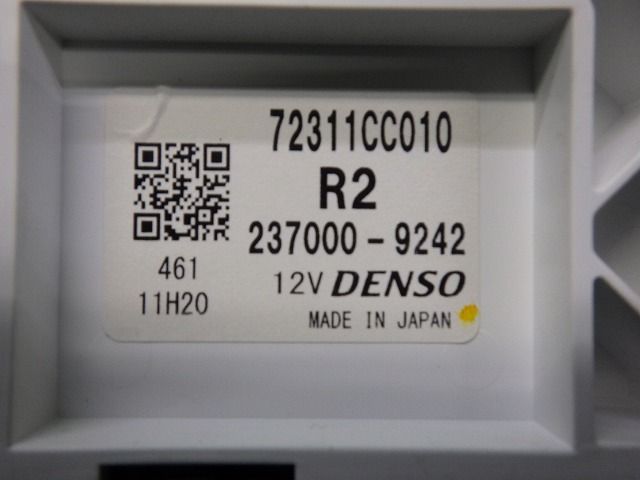 72311CC010
R2
237000-9242
461
12V DENSO
11H20
MADE IN JAPAN